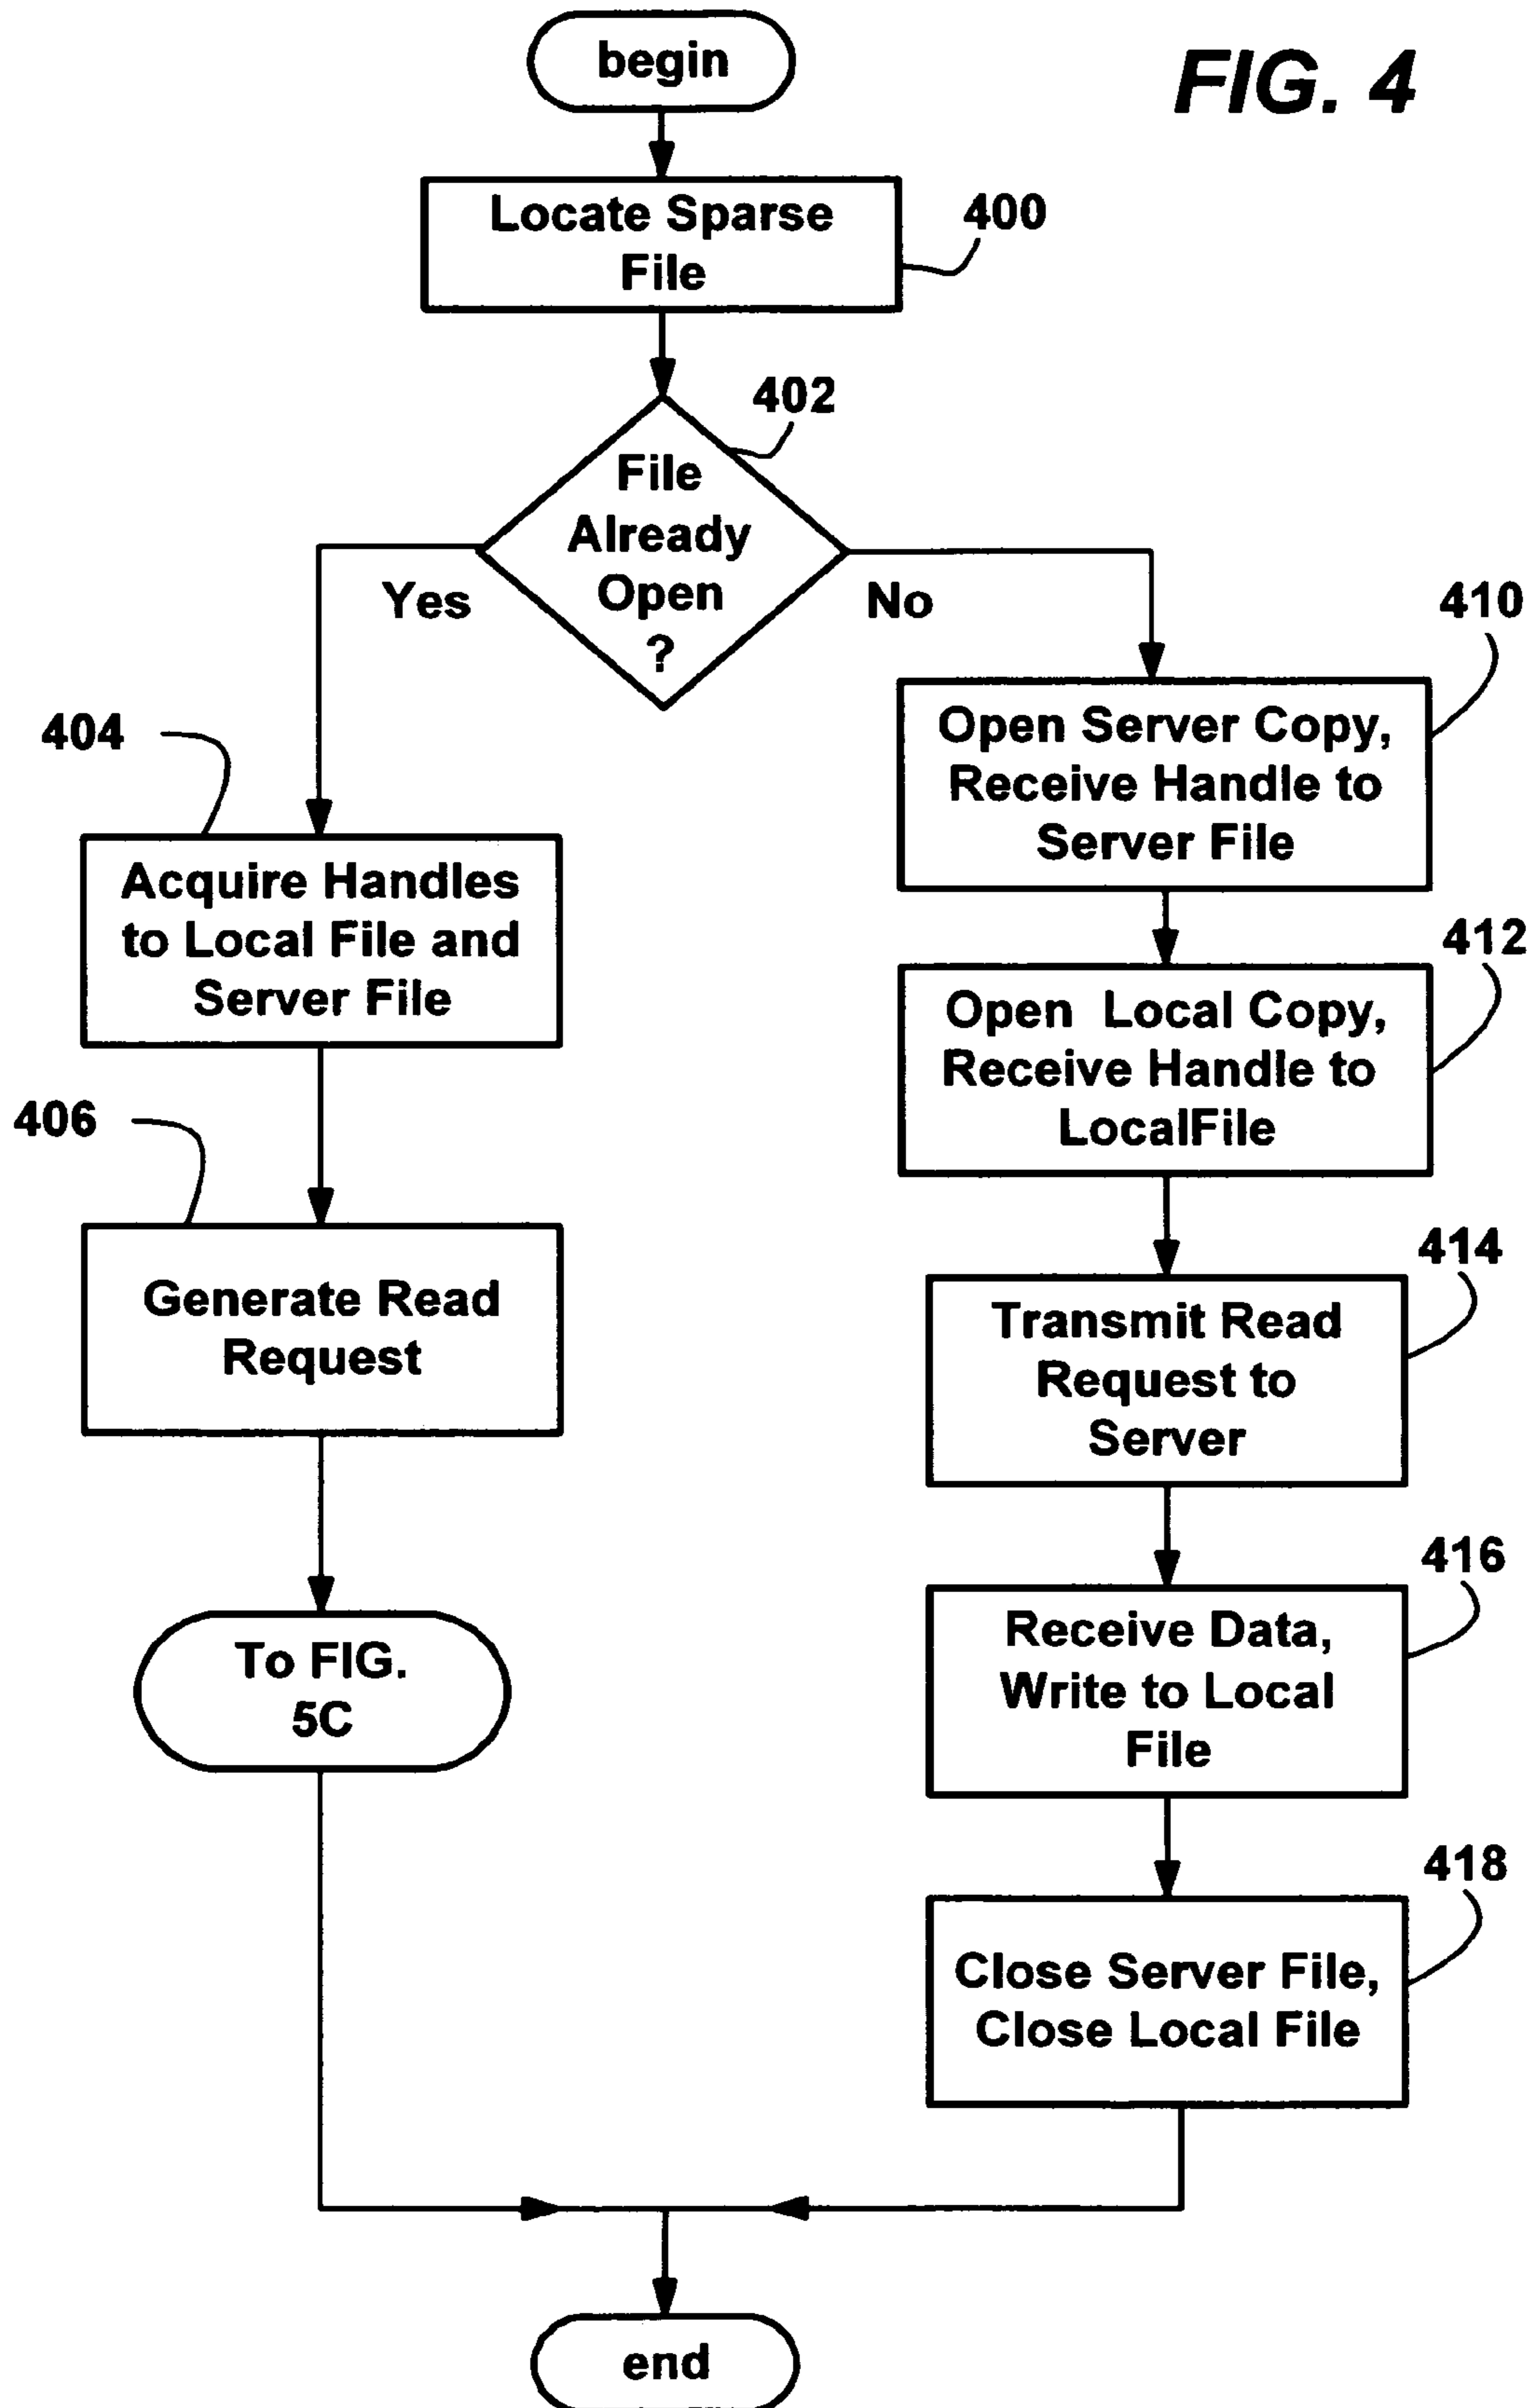 begin
FIG. 4
Locate Sparse
File
400
402
File
Already
Open
?
Yes
No
404
Acquire Handles
to Local File and
Server File
406
Generate Read
Request
To FIG.
5C
410
Open Server Copy,
Receive Handle to
Server File
412
Open Local Copy,
Receive Handle to
LocalFile
414
Transmit Read
Request to
Server
416
Receive Data,
Write to Local
File
418
Close Server File,
Close Local File
end